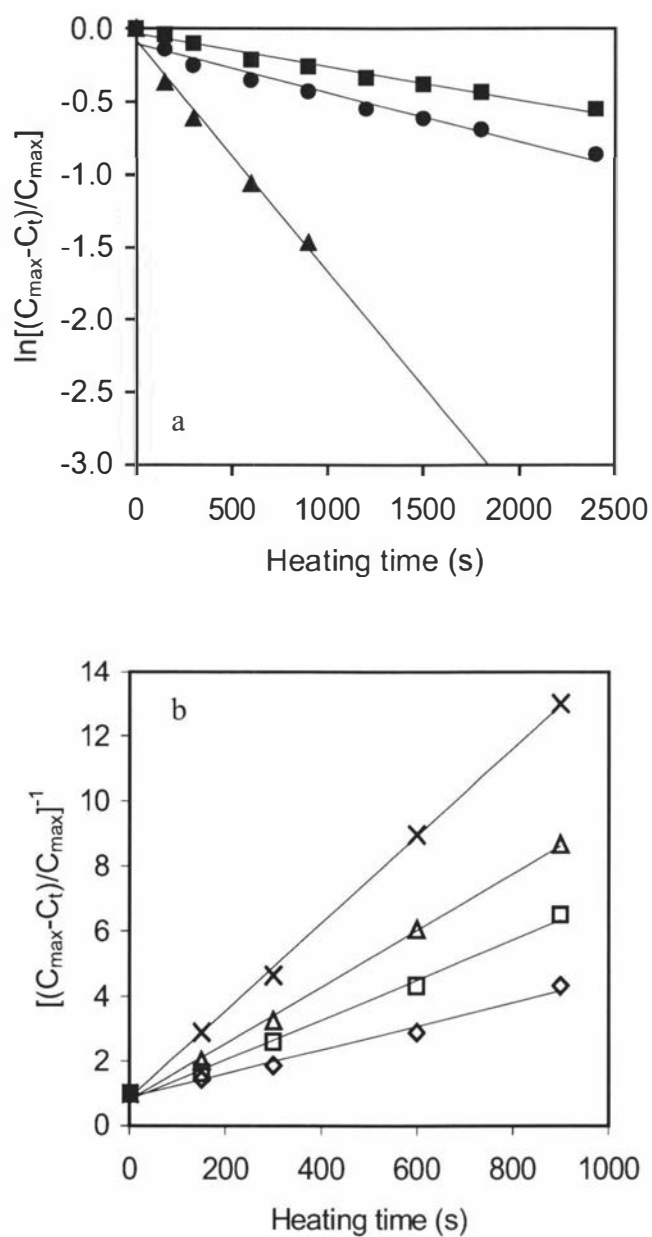 0.0
-0.5
-1.0
-1.5
-2.0
-2.5
-3.0
ln[(Cmax-Ct)/Cmax]
a
0 500 1000 1500 2000 2500
Heating time (s)
14
12
10
8
6
4
2
0
[(Cmax-Ct)/Cmax]-1
b
0 200 400 600 800 1000
Heating time (s)